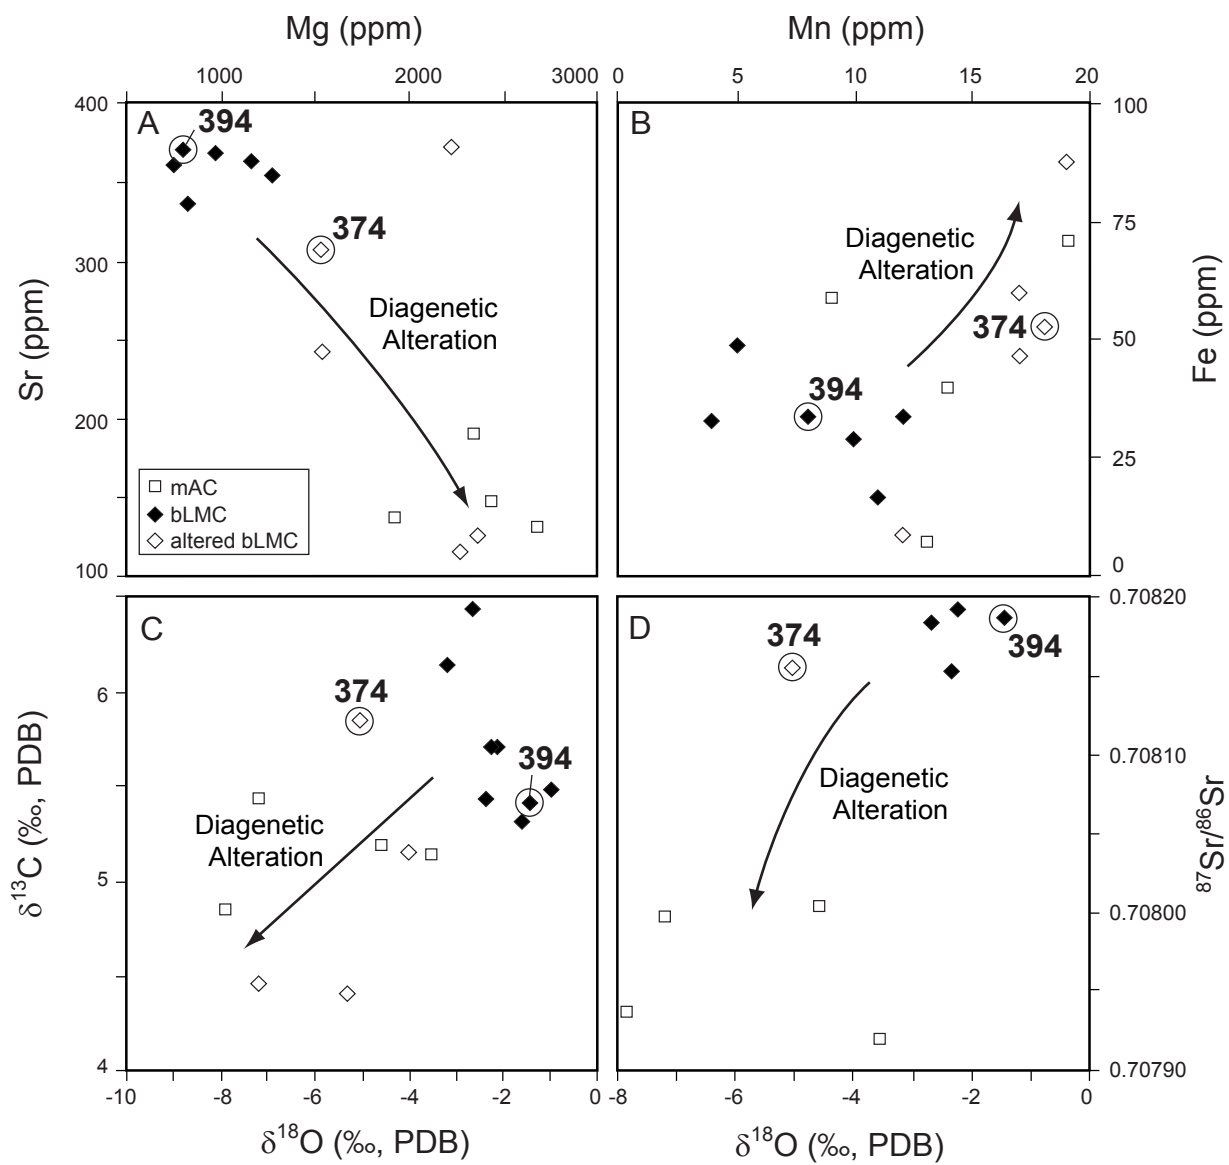 Mg (ppm)
Mn (ppm)
1000 2000 3000
0 5 10 15 20
400
300
200
100
Sr (ppm)
A
394
374
Diagenetic
Alteration
mAC
bLMC
altered bLMC
B
Diagenetic
Alteration
374
394
100
75
50
25
0
Fe (ppm)
C
374
394
Diagenetic
Alteration
6
5
4
δ13C (‰, PDB)
D
374
394
Diagenetic
Alteration
0.70820
0.70810
0.70800
0.70790
87Sr/86Sr
-10 -8 -6 -4 -2 0
-8 -6 -4 -2 0
δ18O (‰, PDB)
δ18O (‰, PDB)